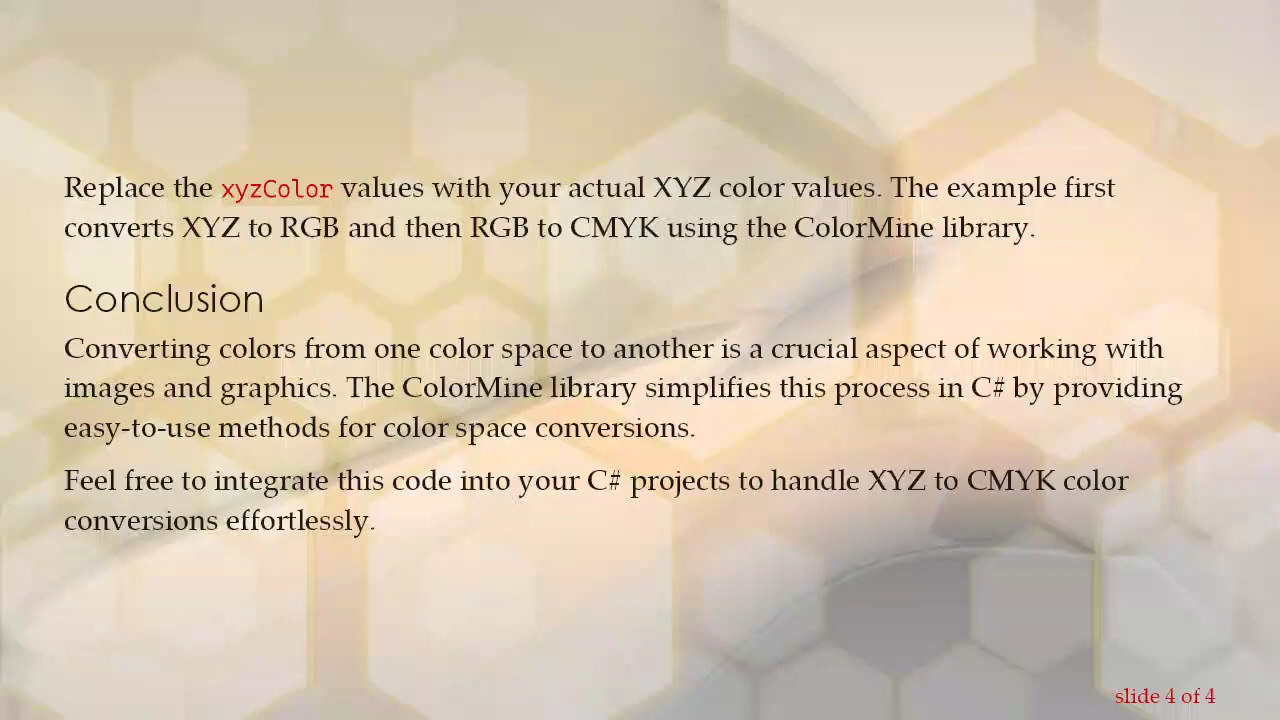 Replace the xyzColor values with your actual XYZ color values. The example first
converts XYZ to RGB and then RGB to CMYK using the ColorMine library.
Conclusion
Converting colors from one color space to another is a crucial aspect of working with
images and graphics. The ColorMine library simplifies this process in C# by providing
easy-to-use methods for color space conversions.
Feel free to integrate this code into your C# projects to handle XYZ to CMYK color
conversions effortlessly.
slide 4 of 4